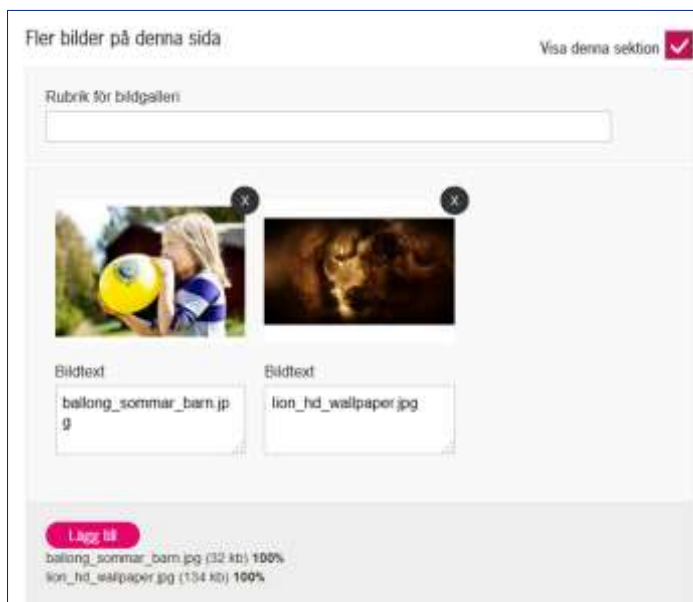 Fler bilder på denna sida
Visa denna sektion
Rubrik för bildgalleri
X
X
Bildtext
Bildtext
ballong_sommar_barn.jp
g
lion_hd_wallpaper.jpg
Lägg till
ballong_sommar_barn.jpg (32 kb) 100%
lion_hd_wallpaper.jpg (134 kb) 100%